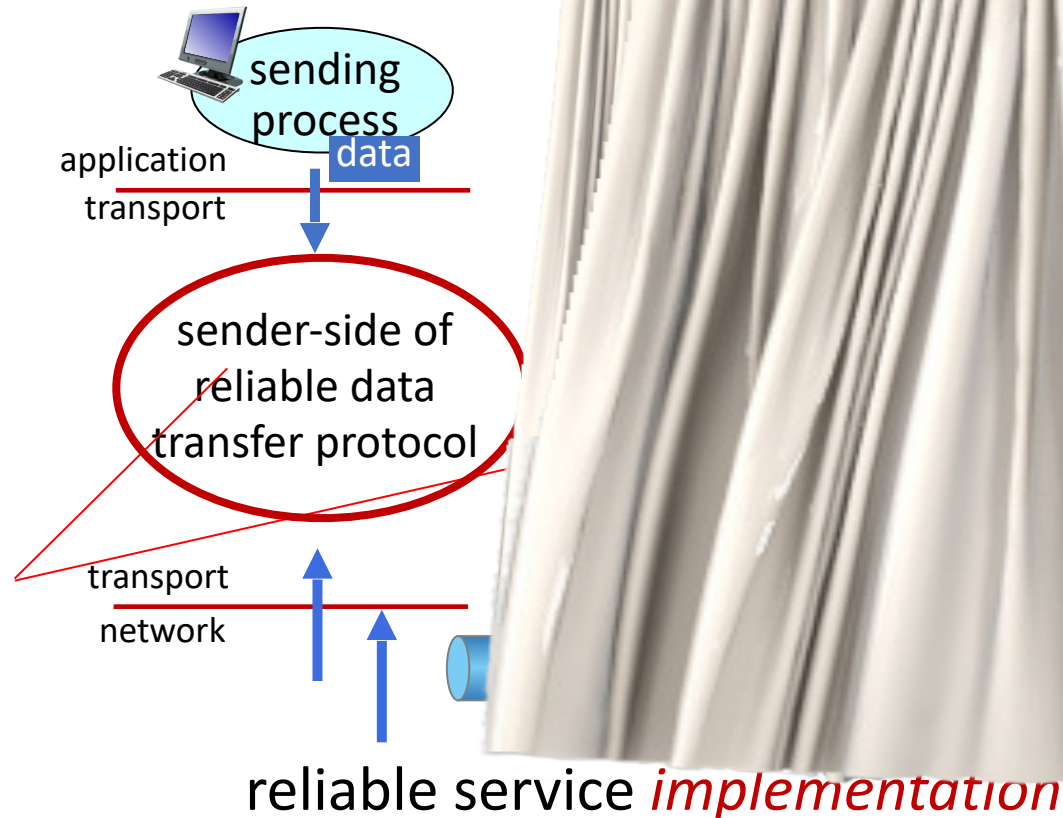 sending
process
data
application
transport
sender-side of
reliable data
transfer protocol
transport
network
reliable service implementation